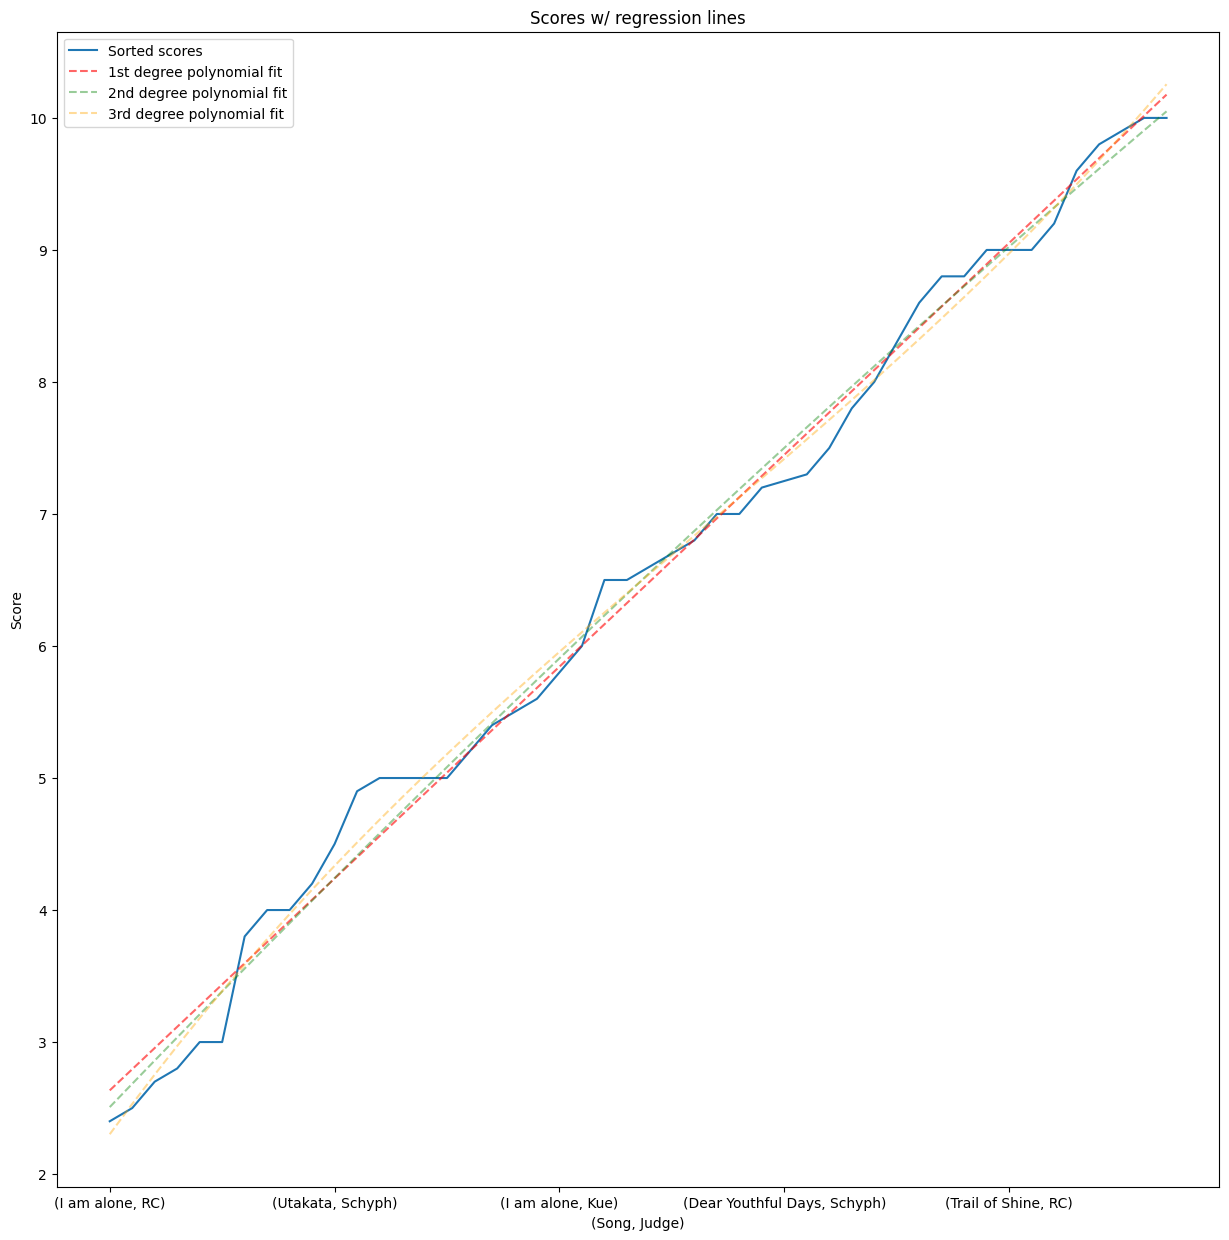 Scores w/ regression lines
Sorted scores
1st degree polynomial fit
2nd degree polynomial fit
3rd degree polynomial fit
10
9
8
7
6
5
4
3
2
Score
(I am alone, RC) (Utakata, Schyph) (I am alone, Kue) (Dear Youthful Days, Schyph) (Trail of Shine, RC)
(Song, Judge)